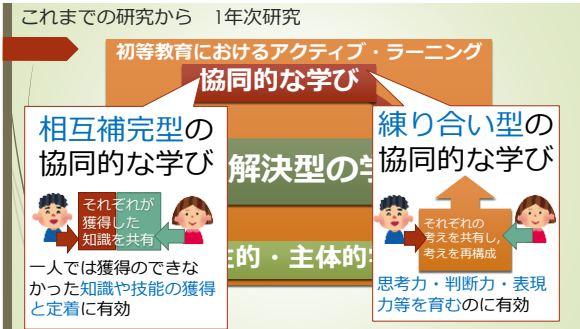 これまでの研究から　1年次研究
初等教育におけるアクティブ・ラーニング
協同的な学び
相互補完型の
協同的な学び
それぞれが
獲得した
知識を共有
一人では獲得のできな
かった知識や技能の獲得
と定着に有効
解決型の学
的・主体的
練り合い型の
協同的な学び
それぞれの
考えを共有し,
考えを再構成
思考力・判断力・表現
力等を育むのに有効